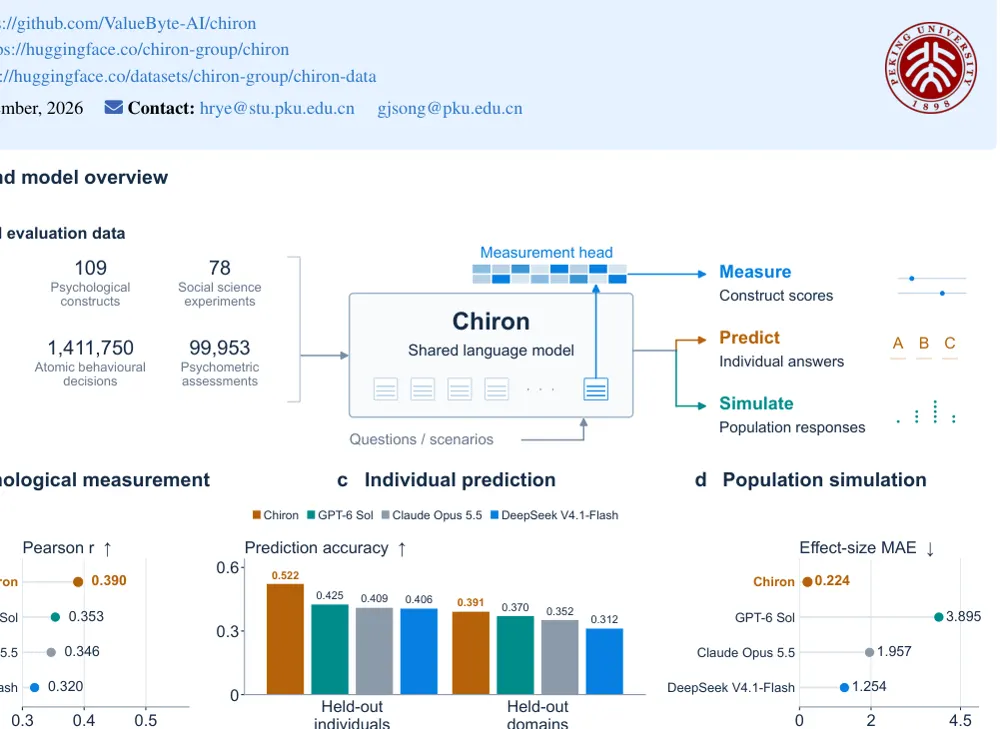 s://github.com/ValueByte-AI/chiron
ps://huggingface.co/chiron-group/chiron
://huggingface.co/datasets/chiron-group/chiron-data
mber, 2026 Contact: hrye@stu.pku.edu.cn gjsong@pku.edu.cn
PEKING UNIVERSITY
1898
nd model overview
l evaluation data
109
Psychological
constructs
78
Social science
experiments
1,411,750
Atomic behavioural
decisions
99,953
Psychometric
assessments
Measurement head
Chiron
Shared language model
. . .
Questions / scenarios
Measure
Construct scores
Predict
Individual answers
A B C
Simulate
Population responses
hological measurement
Pearson r ↑
ron 0.390
Sol 0.353
5.5 0.346
ash 0.320
0.3 0.4 0.5
c Individual prediction
Chiron GPT-6 Sol Claude Opus 5.5 DeepSeek V4.1-Flash
Prediction accuracy ↑
0.6
0.3
0
0.522 0.425 0.409 0.406
0.391 0.370 0.352 0.312
Held-out
individuals
Held-out
domains
d Population simulation
Effect-size MAE ↓
Chiron 0.224
GPT-6 Sol 3.895
Claude Opus 5.5 1.957
DeepSeek V4.1-Flash 1.254
0 2 4.5